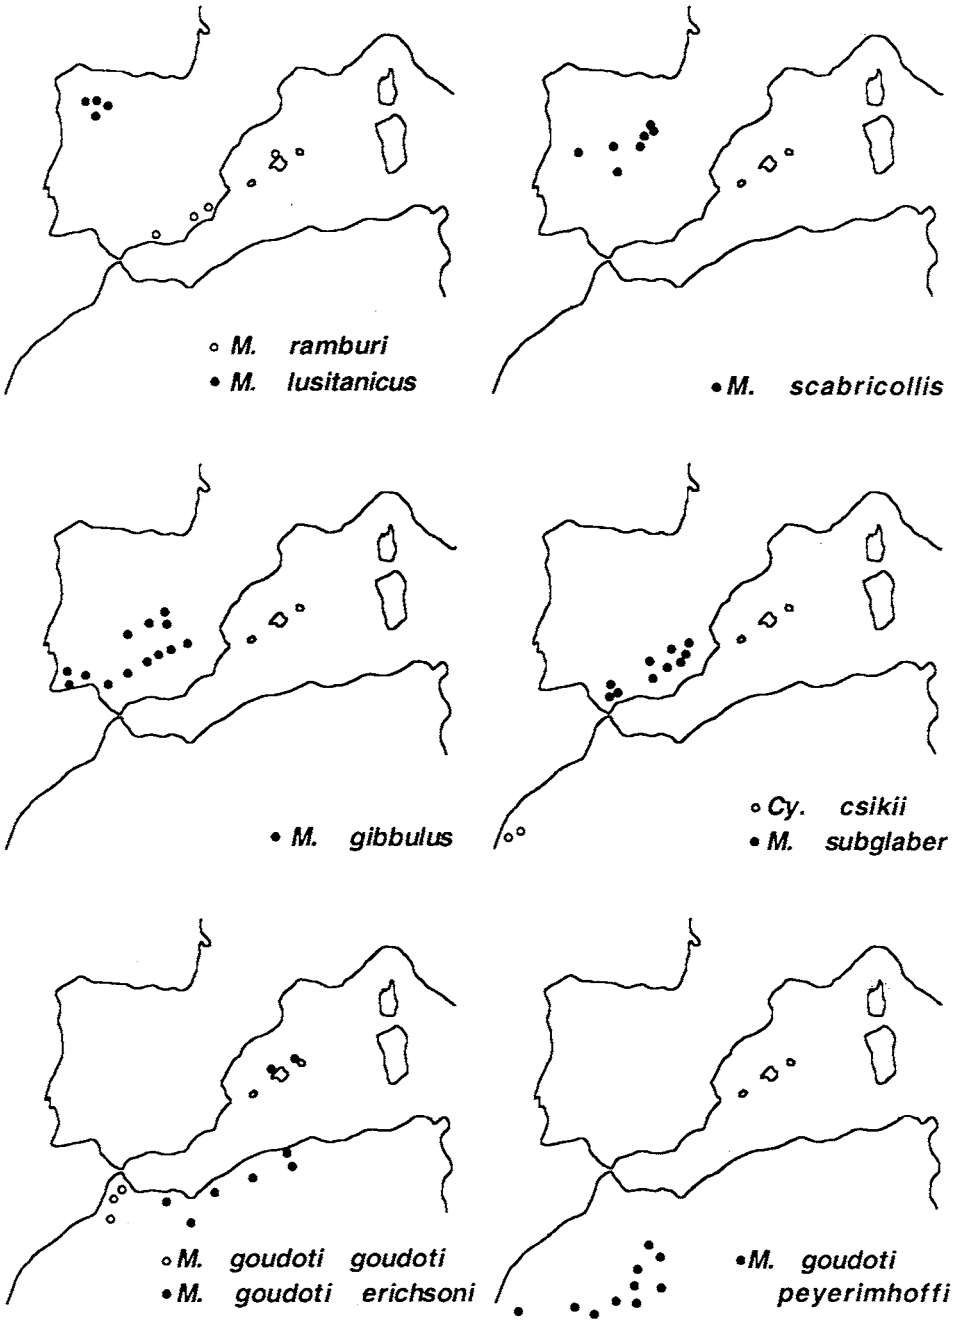 M. ramburi
M. lusitanicus
M. scabricollis
M. gibbulus
Cy. csikii
M. subglaber
M. goudoti goudoti
M. goudoti erichsoni
M. goudoti
peyerimhoffi